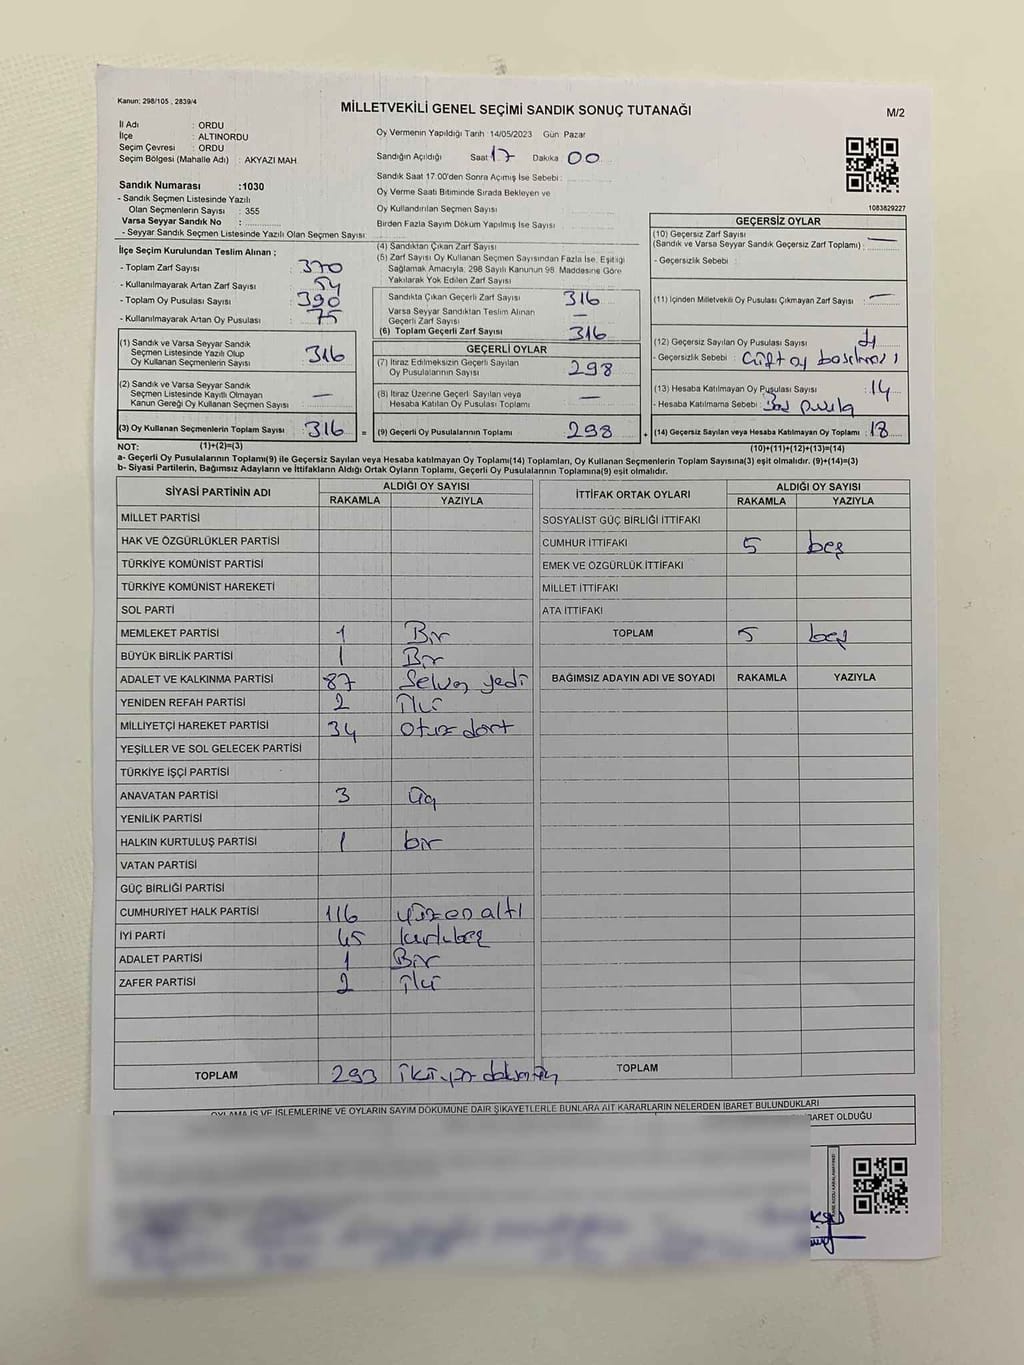 Kanun: 298/105 , 2839/4
MİLLETVEKİLİ GENEL SEÇİMİ SANDIK SONUÇ TUTANAĞI
M/2
İl Adı : ORDU
İlçe : ALTINORDU
Seçim Çevresi : ORDU
Seçim Bölgesi (Mahalle Adı) : AKYAZI MAH
Sandık Numarası :1030
- Sandık Seçmen Listesinde Yazılı
Olan Seçmenlerin Sayısı : 355
Varsa Seyyar Sandık No :
- Seyyar Sandık Seçmen Listesinde Yazılı Olan Seçmen Sayısı:
Oy Vermenin Yapıldığı Tarih :14/05/2023 Gün Pazar
Sandığın Açıldığı Saat 17 Dakika 00
Sandık Saat 17.00'den Sonra Açımış İse Sebebi :
Oy Verme Saati Bitiminde Sırada Bekleyen ve
Oy Kullandırılan Seçmen Sayısı
Birden Fazla Sayım Döküm Yapılmış İse Sayısı
1083829227
İlçe Seçim Kurulundan Teslim Alınan ;
- Toplam Zarf Sayısı : 370
- Kullanılmayarak Artan Zarf Sayısı : 54
- Toplam Oy Pusulası Sayısı : 390
- Kullanılmayarak Artan Oy Pusulası : 75
(1) Sandık ve Varsa Seyyar Sandık
Seçmen Listesinde Yazılı Olup
Oy Kullanan Seçmenlerin Sayısı : 316
(2) Sandık ve Varsa Seyyar Sandık
Seçmen Listesinde Kayıtlı Olmayan
Kanun Gereği Oy Kullanan Seçmen Sayısı : —
(3) Oy Kullanan Seçmenlerin Toplam Sayısı : 316 =
(1)+(2)=(3)
(4) Sandıktan Çıkan Zarf Sayısı
(5) Zarf Sayısı Oy Kullanan Seçmen Sayısından Fazla İse, Eşitliği
Sağlamak Amacıyla, 298 Sayılı Kanunun 98. Maddesine Göre
Yakılarak Yok Edilen Zarf Sayısı
Sandıkta Çıkan Geçerli Zarf Sayısı 316
Varsa Seyyar Sandıktan Teslim Alınan
Geçerli Zarf Sayısı —
(6) Toplam Geçerli Zarf Sayısı 316
GEÇERLİ OYLAR
(7) İtiraz Edilmeksizin Geçerli Sayılan
Oy Pusulalarının Sayısı 298
(8) İtiraz Üzerine Geçerli Sayılan veya
Hesaba Katılan Oy Pusulası Toplamı —
(9) Geçerli Oy Pusulalarının Toplamı 298 +
GEÇERSİZ OYLAR
(10) Geçersiz Zarf Sayısı
(Sandık ve Varsa Seyyar Sandık Geçersiz Zarf Toplamı) : —
- Geçersizlik Sebebi :
(11) İçinden Milletvekili Oy Pusulası Çıkmayan Zarf Sayısı : —
(12) Geçersiz Sayılan Oy Pusulası Sayısı : 4
- Geçersizlik Sebebi : Çift oy basılması
(13) Hesaba Katılmayan Oy Pusulası Sayısı : 14
- Hesaba Katılmama Sebebi :
(14) Geçersiz Sayılan veya Hesaba Katılmayan Oy Toplamı : 18
(10)+(11)+(12)+(13)=(14)
NOT:
a- Geçerli Oy Pusulalarının Toplamı(9) ile Geçersiz Sayılan veya Hesaba Katılmayan Oy Toplamı(14) Toplamları, Oy Kullanan Seçmenlerin Toplam Sayısına(3) eşit olmalıdır. (9)+(14)=(3)
b- Siyasi Partilerin, Bağımsız Adayların ve İttifakların Aldığı Ortak Oyların Toplamı, Geçerli Oy Pusulalarının Toplamına(9) eşit olmalıdır.
SİYASİ PARTİNİN ADI
ALDIĞI OY SAYISI
RAKAMLA YAZIYLA
MİLLET PARTİSİ
HAK VE ÖZGÜRLÜKLER PARTİSİ
TÜRKİYE KOMÜNİST PARTİSİ
TÜRKİYE KOMÜNİST HAREKETİ
SOL PARTİ
MEMLEKET PARTİSİ 1 Bir
BÜYÜK BİRLİK PARTİSİ 1 Bir
ADALET VE KALKINMA PARTİSİ 87 Seksen yedi
YENİDEN REFAH PARTİSİ 2 İki
MİLLİYETÇİ HAREKET PARTİSİ 34 otuz dört
YEŞİLLER VE SOL GELECEK PARTİSİ
TÜRKİYE İŞÇİ PARTİSİ
ANAVATAN PARTİSİ 3 Üç
YENİLİK PARTİSİ
HALKIN KURTULUŞ PARTİSİ 1 bir
VATAN PARTİSİ
GÜÇ BİRLİĞİ PARTİSİ
CUMHURİYET HALK PARTİSİ 116 yüzon altı
İYİ PARTİ 45 kırkbeş
ADALET PARTİSİ 1 Bir
ZAFER PARTİSİ 2 İki
TOPLAM 293 İkiyüz doksan üç
İTTİFAK ORTAK OYLARI
ALDIĞI OY SAYISI
RAKAMLA YAZIYLA
SOSYALİST GÜÇ BİRLİĞİ İTTİFAKI
CUMHUR İTTİFAKI 5 beş
EMEK VE ÖZGÜRLÜK İTTİFAKI
MİLLET İTTİFAKI
ATA İTTİFAKI
TOPLAM 5 beş
BAĞIMSIZ ADAYIN ADI VE SOYADI RAKAMLA YAZIYLA
TOPLAM
OYLAMA İŞ VE İŞLEMLERİNE VE OYLARIN SAYIM DÖKÜMÜNE DAİR ŞİKAYETLERLE BUNLARA AİT KARARLARIN NELERDEN İBARET BULUNDUKLARI
İBARET OLDUĞU